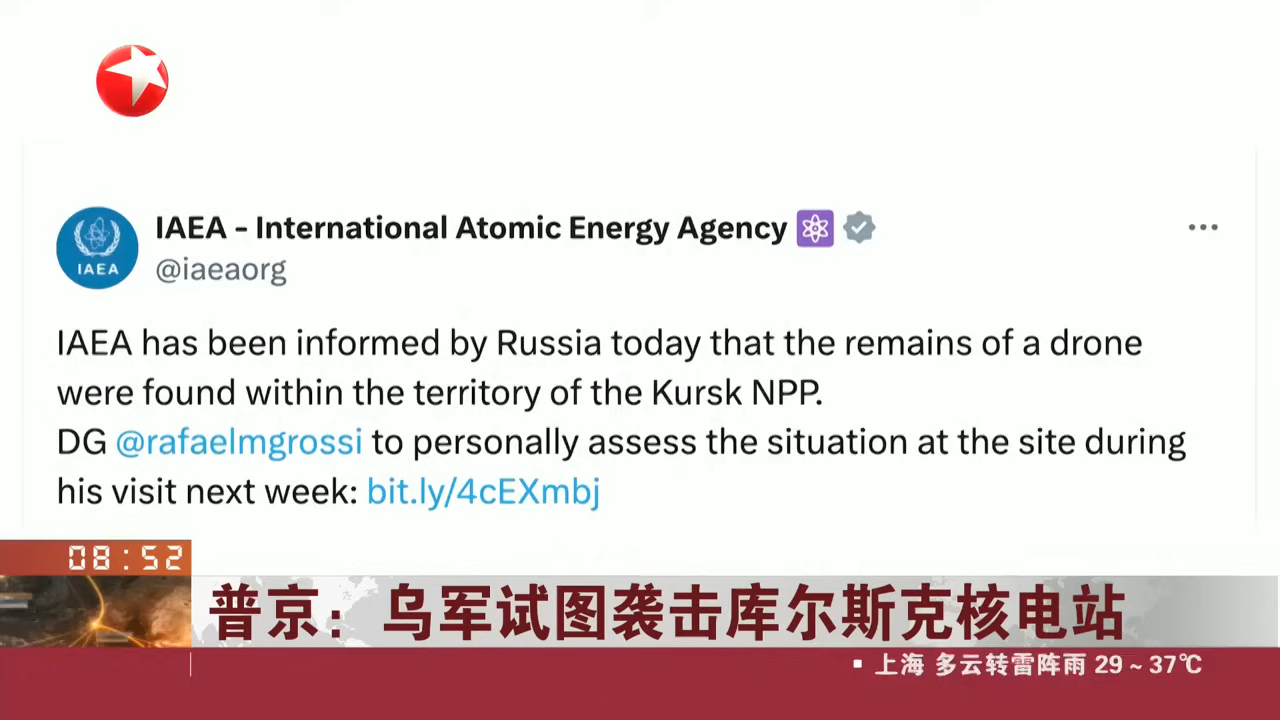 IAEA - International Atomic Energy Agency
@iaeaorg
IAEA
IAEA has been informed by Russia today that the remains of a drone
were found within the territory of the Kursk NPP.
DG @rafaelmgrossi to personally assess the situation at the site during
his visit next week: bit.ly/4cEXmbj
08:52
普京：乌军试图袭击库尔斯克核电站
上海 多云转雷阵雨 29～37℃